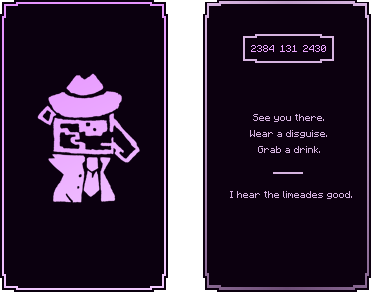 2384 131 2430
See you there.
Wear a disguise.
Grab a drink.
I hear the limeades good.